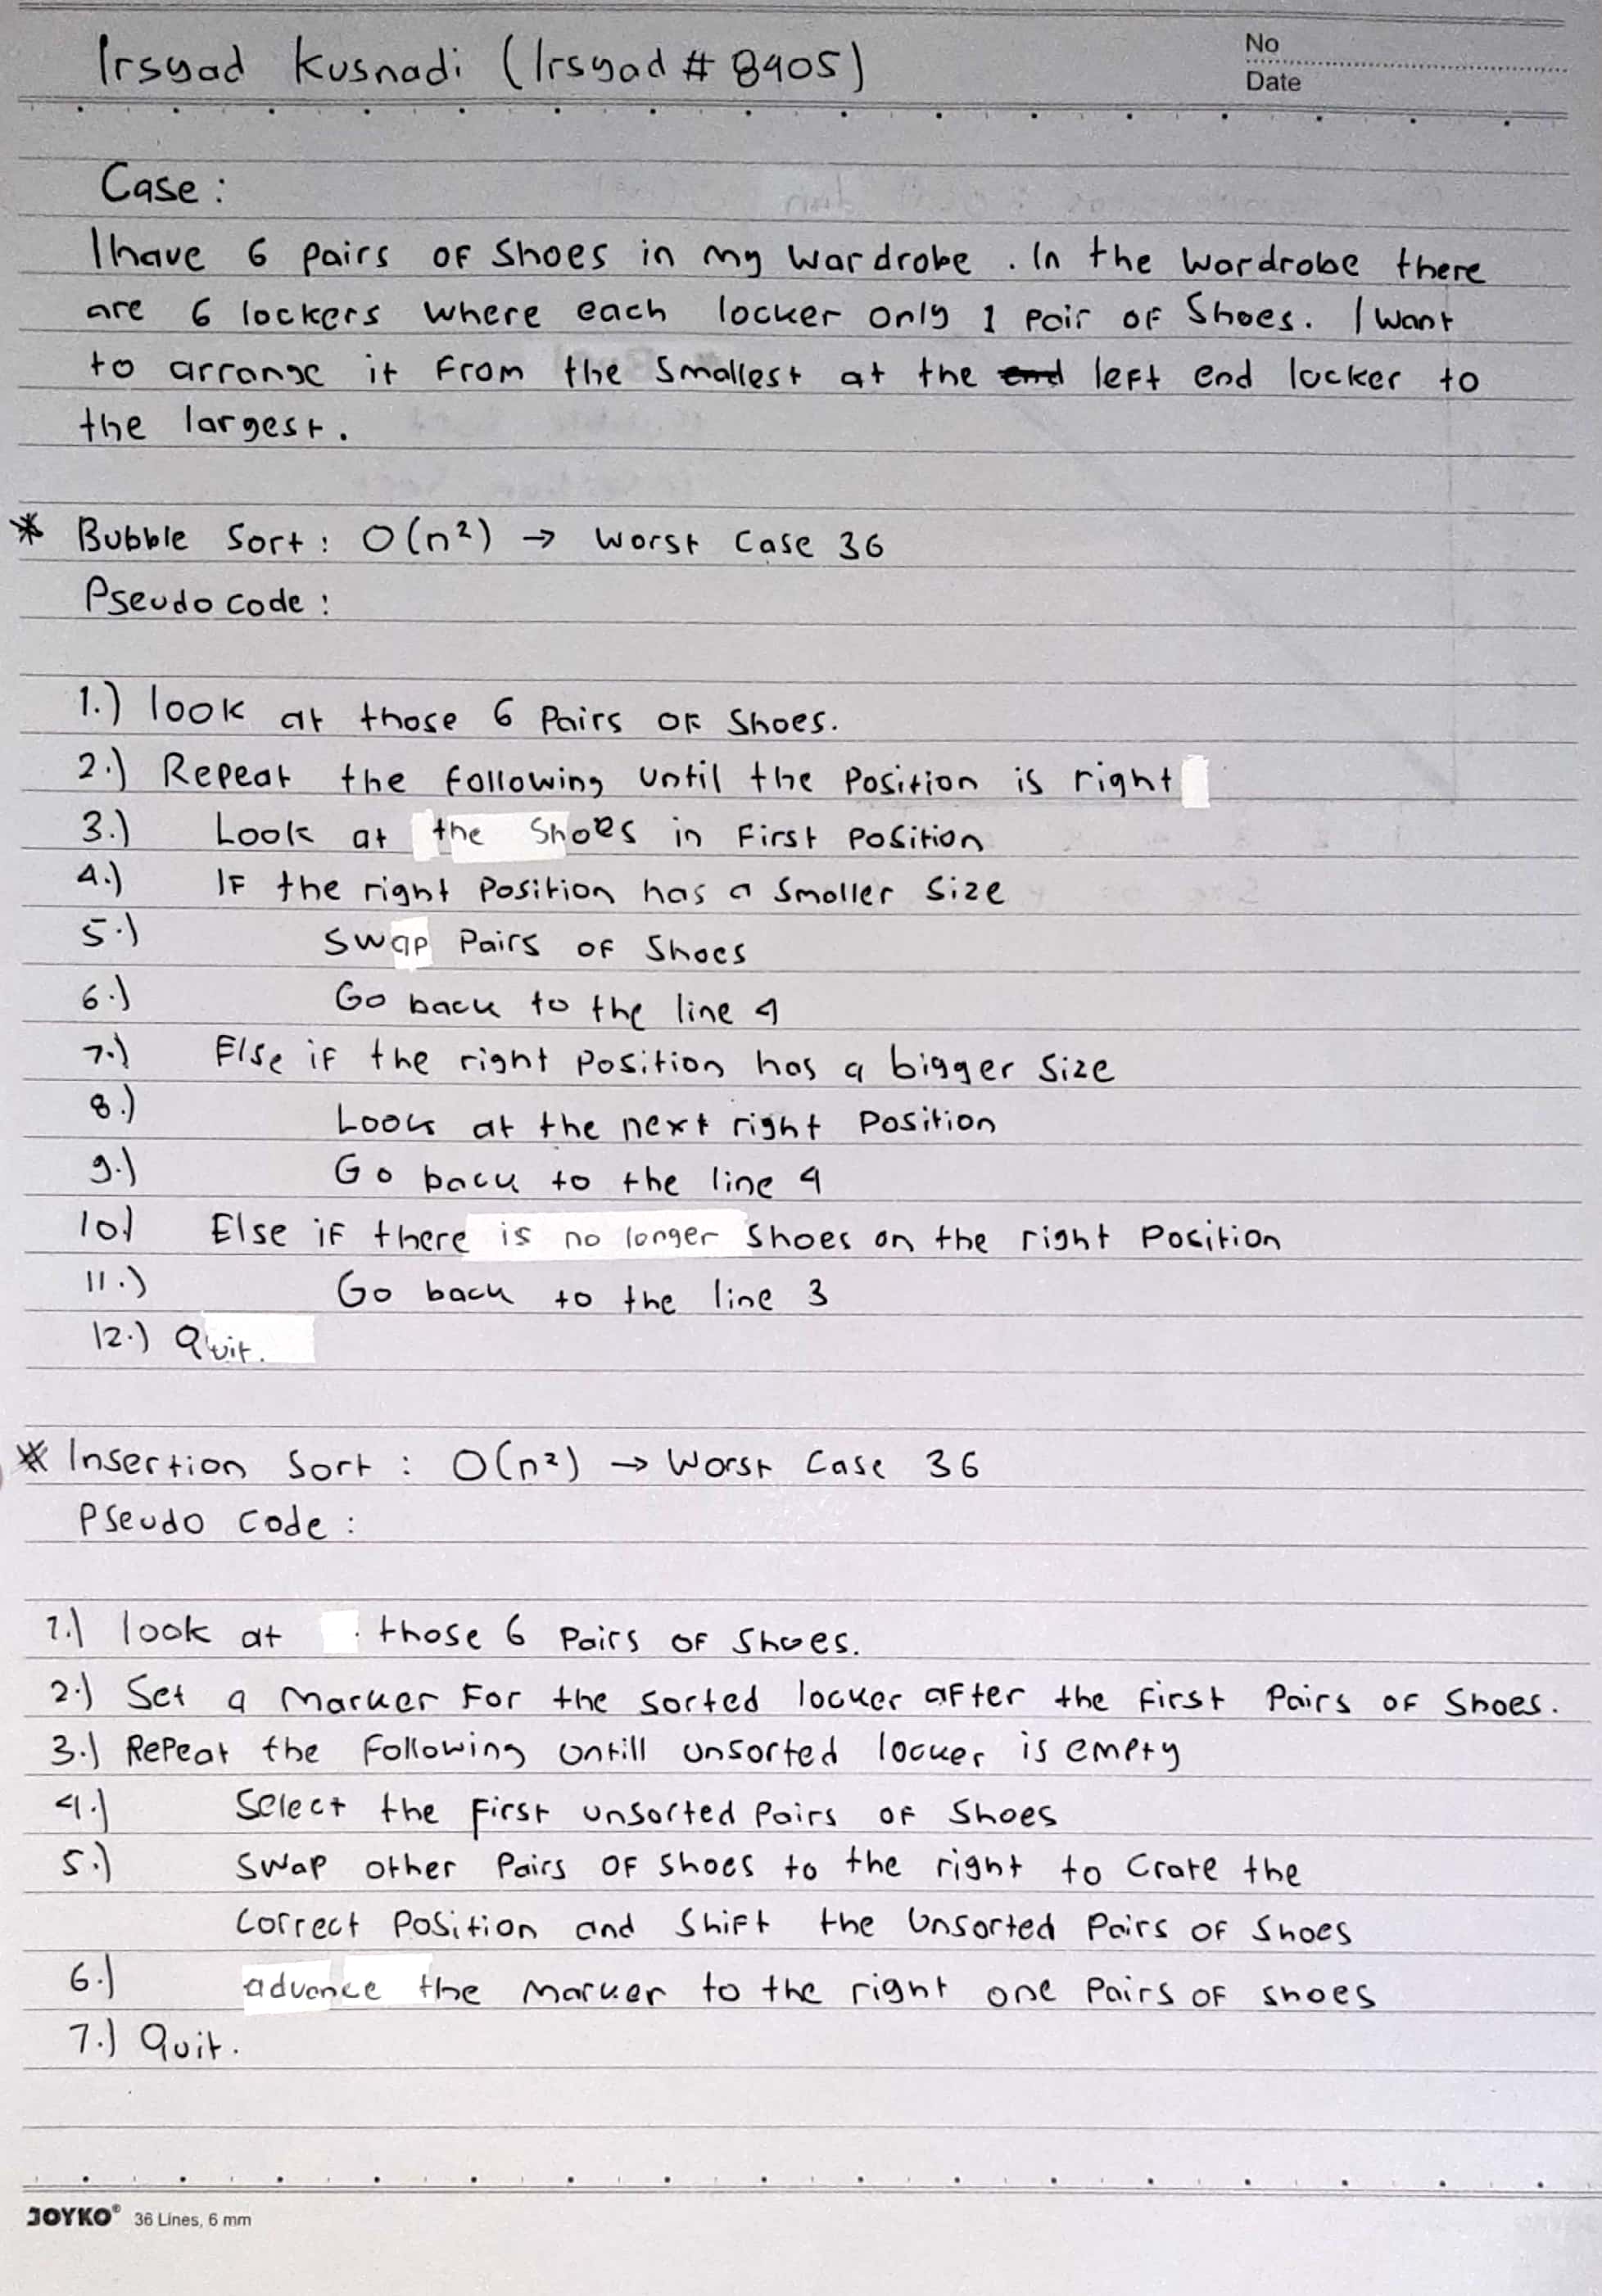 Irsyad Kusnadi (Irsyad # 8405)
No
Date
Case :
I have 6 pairs of shoes in my wardrobe . In the wardrobe there
are 6 lockers where each locker only 1 pair of shoes. I want
to arrange it from the smallest at the end left end locker to
the largest.
* Bubble Sort : O(n²) → Worst Case 36
Pseudo code :
1.) look at those 6 pairs of shoes.
2.) Repeat the following until the position is right
3.) Look at the shoes in first position
4.) If the right position has a smaller size
5.) swap pairs of shoes
6.) Go back to the line 4
7.) Else if the right position has a bigger size
8.) Look at the next right position
9.) Go back to the line 4
10.) Else if there is no longer shoes on the right position
11.) Go back to the line 3
12.) Quit.
* Insertion Sort : O(n²) → Worst Case 36
Pseudo code :
1.) look at those 6 pairs of shoes.
2.) Set a marker for the sorted locker after the first pairs of shoes.
3.) Repeat the following untill unsorted locker is empty
4.) Select the first unsorted pairs of shoes
5.) Swap other pairs of shoes to the right to crate the
correct position and shift the unsorted pairs of shoes
6.) advance the marker to the right one pairs of shoes
7.) Quit.
JOYKO® 36 Lines, 6 mm